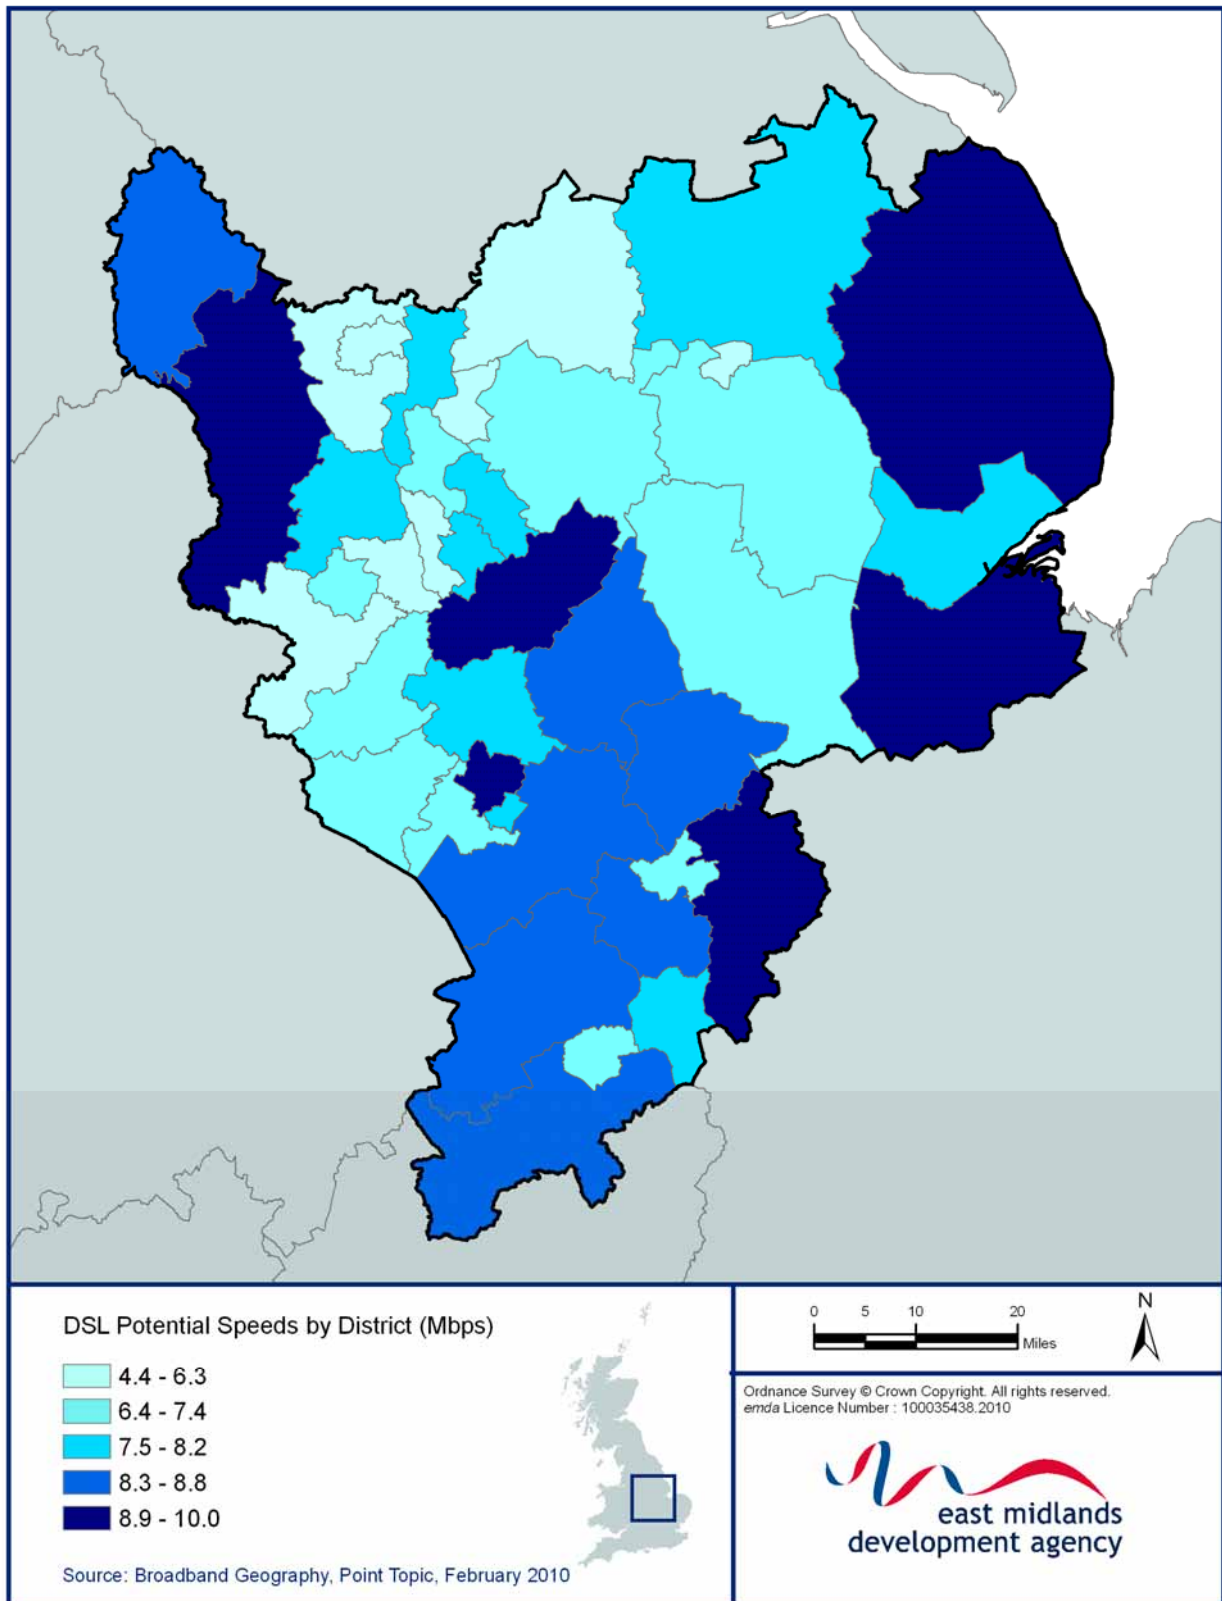 DSL Potential Speeds by District (Mbps)
4.4 - 6.3
6.4 - 7.4
7.5 - 8.2
8.3 - 8.8
8.9 - 10.0
Source: Broadband Geography, Point Topic, February 2010
0 5 10 20
Miles
N
Ordnance Survey © Crown Copyright. All rights reserved.
emda Licence Number : 100035438.2010
east midlands
development agency